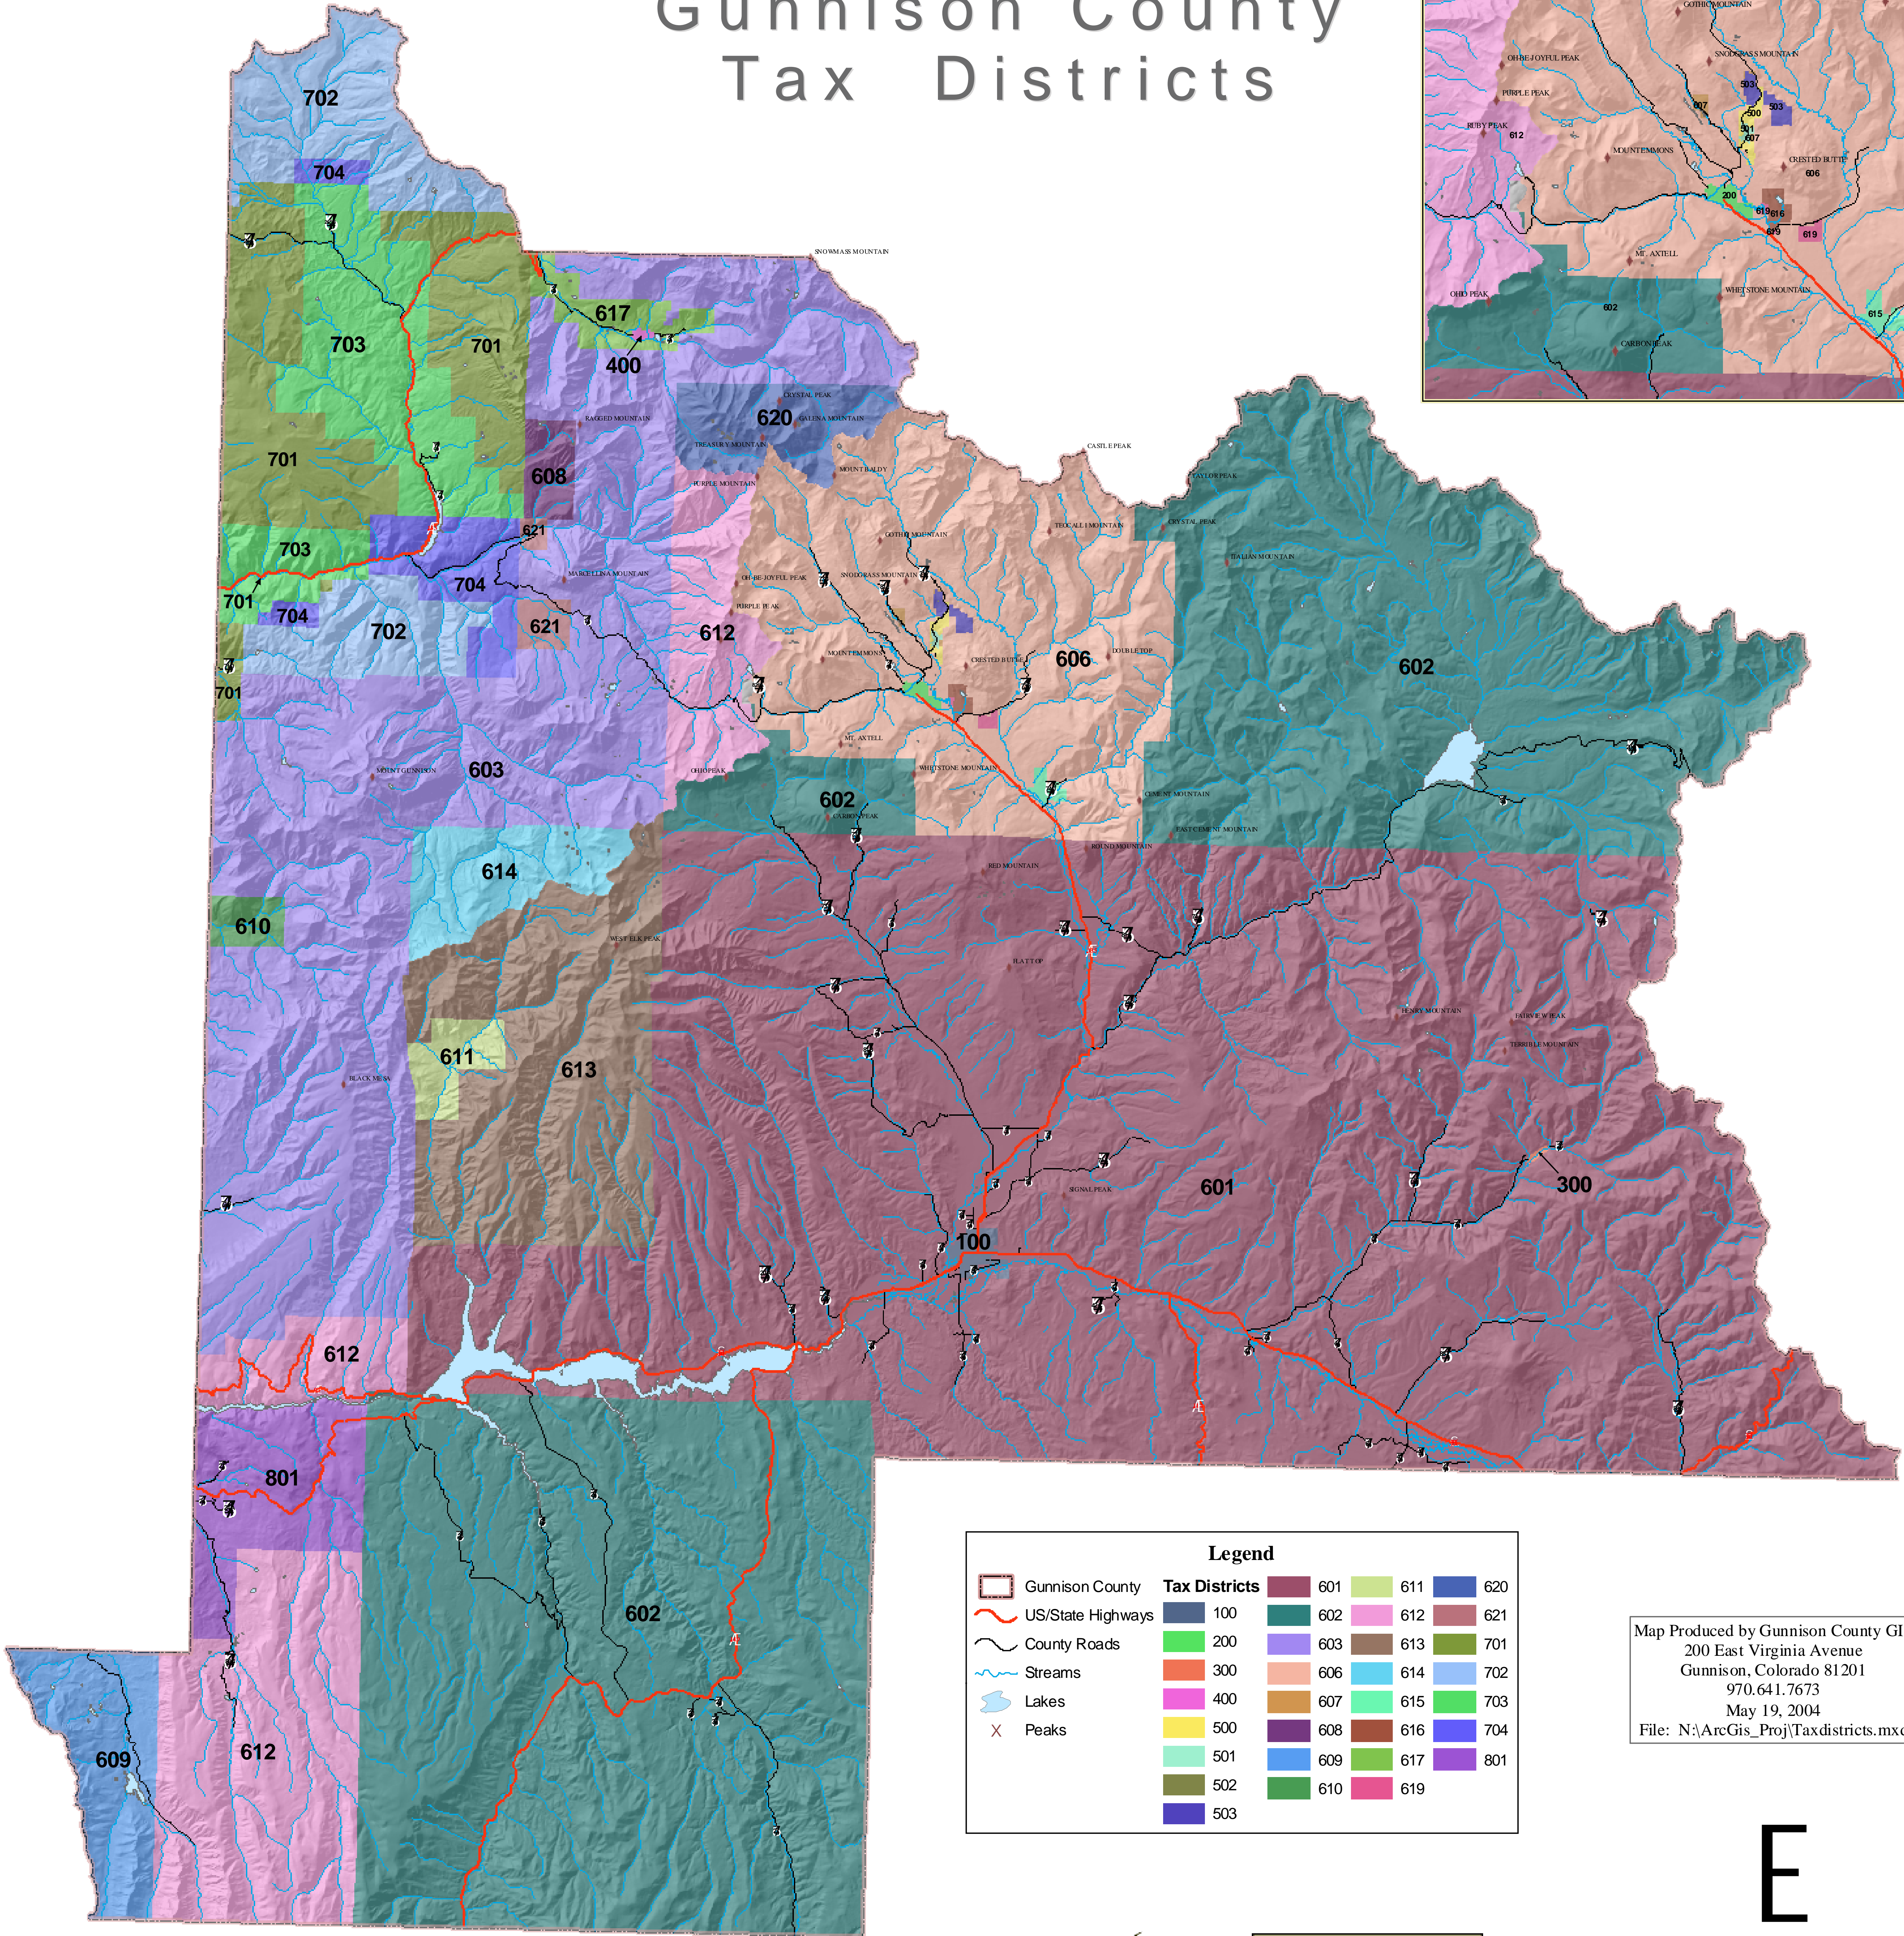 Gunnison County
Tax Districts
702
704
SNOWMASS MOUNTAIN
617
703
701
400
CRYSTAL PEAK
620
GALENA MOUNTAIN
RAGGED MOUNTAIN
TREASURY MOUNTAIN
CASTLE PEAK
701
608
MOUNT BALDY
PURPLE MOUNTAIN
TAYLOR PEAK
621
TEOCALLI MOUNTAIN
CRYSTAL PEAK
GOTHIC MOUNTAIN
703
ITALIAN MOUNTAIN
MARCELLINA MOUNTAIN
SNODGRASS MOUNTAIN
OH-BE-JOYFUL PEAK
704
701
PURPLE PEAK
704
621
702
612
MOUNT EMMONS
CRESTED BUTTE
606
DOUBLE TOP
602
701
MT. AXTELL
603
MOUNT GUNNISON
OHIO PEAK
WHETSTONE MOUNTAIN
602
CEMENT MOUNTAIN
CARBON PEAK
EAST CEMENT MOUNTAIN
ROUND MOUNTAIN
614
RED MOUNTAIN
610
WEST ELK PEAK
FLAT TOP
HENRY MOUNTAIN
FAIRVIEW PEAK
TERRIBLE MOUNTAIN
611
613
BLACK MESA
SIGNAL PEAK
601
300
100
612
801
602
609
612
GOTHIC MOUNTAIN
SNODGRASS MOUNTAIN
OH-BE-JOYFUL PEAK
503
PURPLE PEAK
607
503
500
RUBY PEAK
612
501
607
MOUNT EMMONS
CRESTED BUTTE
606
200
619
616
619
619
MT. AXTELL
OHIO PEAK
WHETSTONE MOUNTAIN
602
615
CARBON PEAK
Legend
Gunnison County
US/State Highways
County Roads
Streams
Lakes
Peaks
Tax Districts
100
200
300
400
500
501
502
503
601
602
603
606
607
608
609
610
611
612
613
614
615
616
617
619
620
621
701
702
703
704
801
Map Produced by Gunnison County GI
200 East Virginia Avenue
Gunnison, Colorado 81201
970.641.7673
May 19, 2004
File: N:\ArcGis_Proj\Taxdistricts.mxd
E